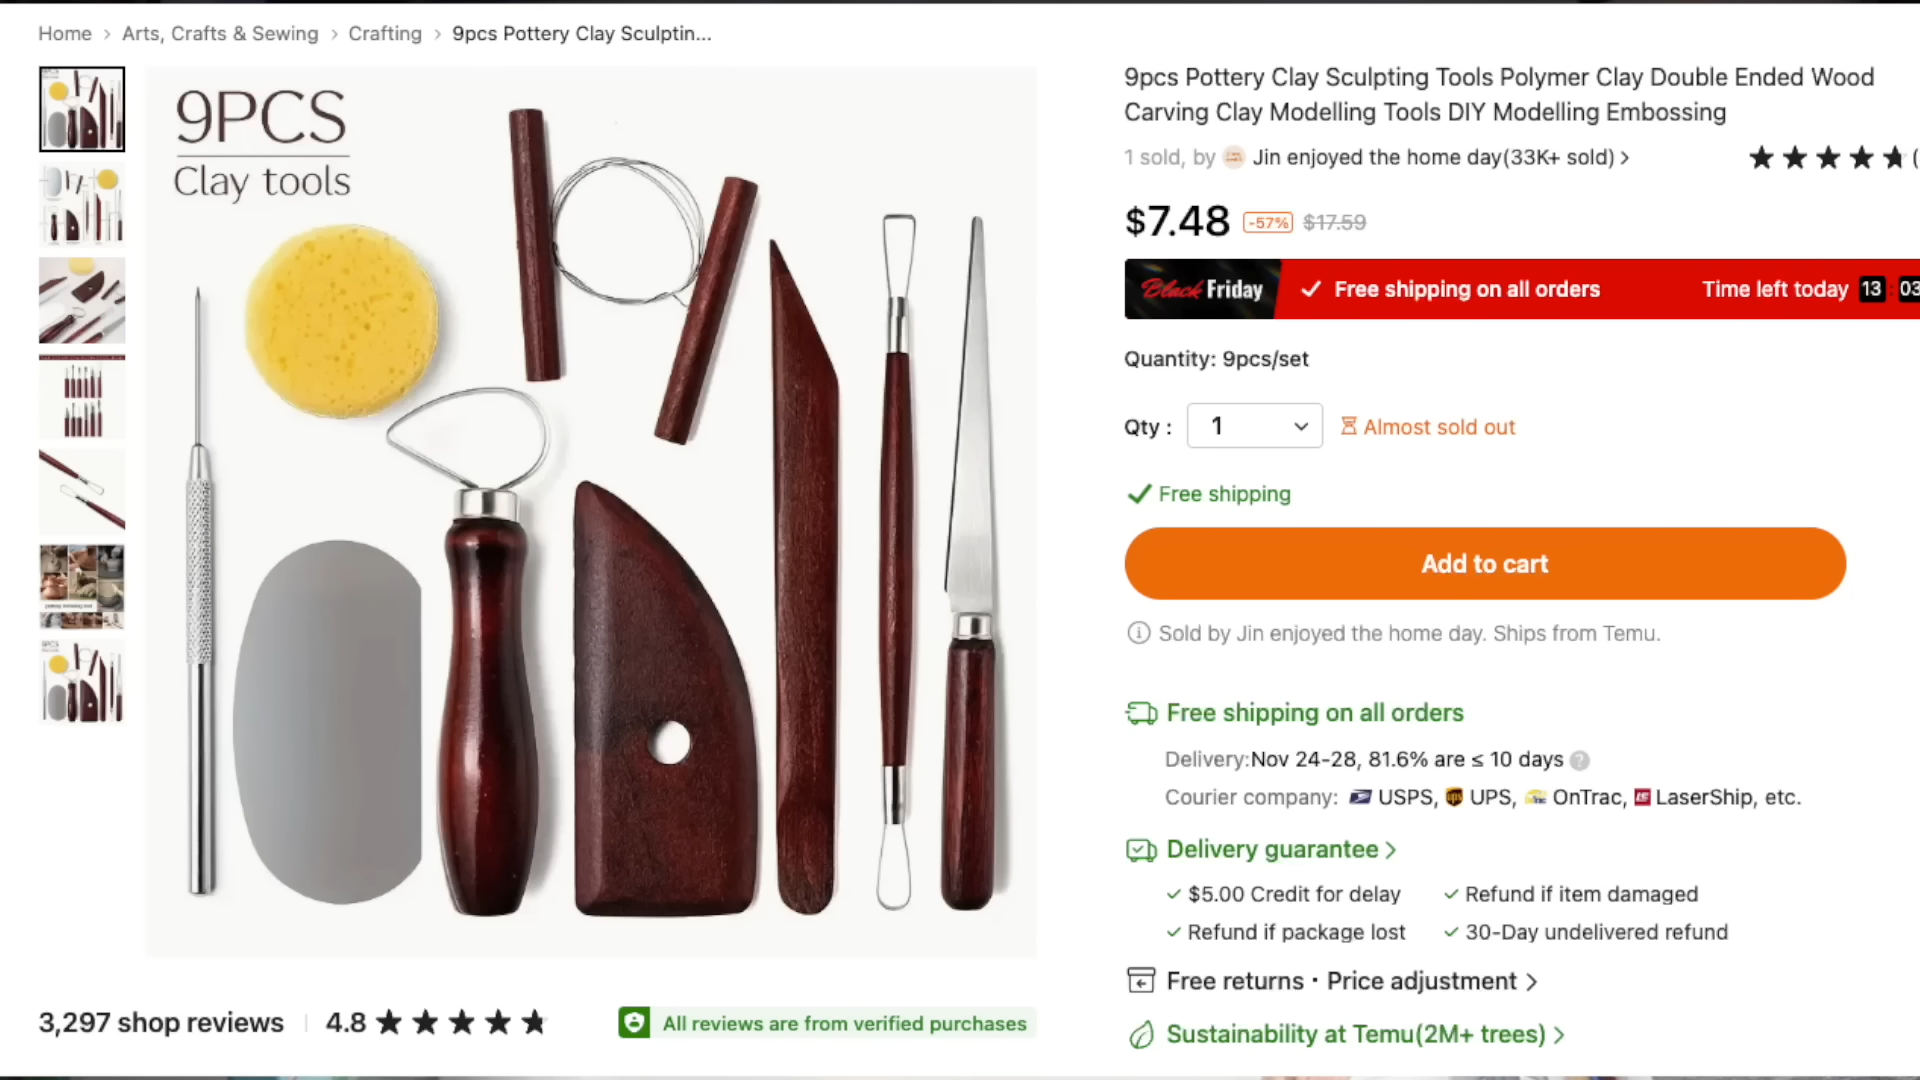 Home › Arts, Crafts & Sewing › Crafting › 9pcs Pottery Clay Sculptin...
9PCS
Clay tools
3,297 shop reviews 4.8
All reviews are from verified purchases
9pcs Pottery Clay Sculpting Tools Polymer Clay Double Ended Wood
Carving Clay Modelling Tools DIY Modelling Embossing
1 sold, by Jin enjoyed the home day(33K+ sold) › (
$7.48 -57% $17.59
Black Friday Free shipping on all orders Time left today 13 03
Quantity: 9pcs/set
Qty : 1 Almost sold out
Free shipping
Add to cart
Sold by Jin enjoyed the home day. Ships from Temu.
Free shipping on all orders
Delivery:Nov 24-28, 81.6% are ≤ 10 days ?
Courier company: USPS, UPS, OnTrac, LaserShip, etc.
Delivery guarantee ›
$5.00 Credit for delay Refund if item damaged
Refund if package lost 30-Day undelivered refund
Free returns · Price adjustment ›
Sustainability at Temu(2M+ trees) ›